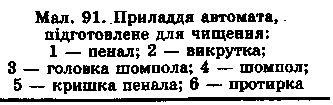 Мал. 91. Приладдя автомата,
підготовлене для чищення:
1 — пенал; 2 — викрутка;
3 — головка шомпола; 4 — шомпол;
5 — кришка пенала; 6 — протирка